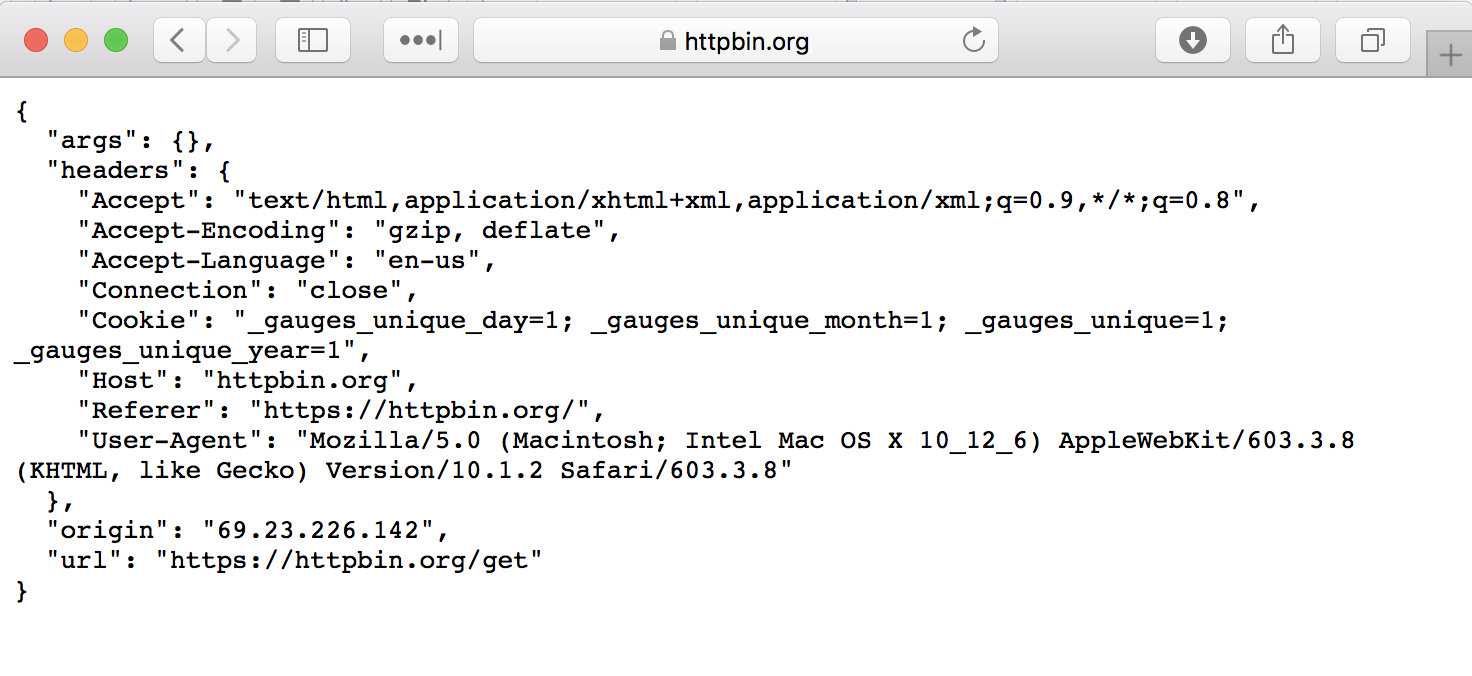 httpbin.org
{
  "args": {},
  "headers": {
    "Accept": "text/html,application/xhtml+xml,application/xml;q=0.9,*/*;q=0.8",
    "Accept-Encoding": "gzip, deflate",
    "Accept-Language": "en-us",
    "Connection": "close",
    "Cookie": "_gauges_unique_day=1; _gauges_unique_month=1; _gauges_unique=1;
_gauges_unique_year=1",
    "Host": "httpbin.org",
    "Referer": "https://httpbin.org/",
    "User-Agent": "Mozilla/5.0 (Macintosh; Intel Mac OS X 10_12_6) AppleWebKit/603.3.8
(KHTML, like Gecko) Version/10.1.2 Safari/603.3.8"
  },
  "origin": "69.23.226.142",
  "url": "https://httpbin.org/get"
}